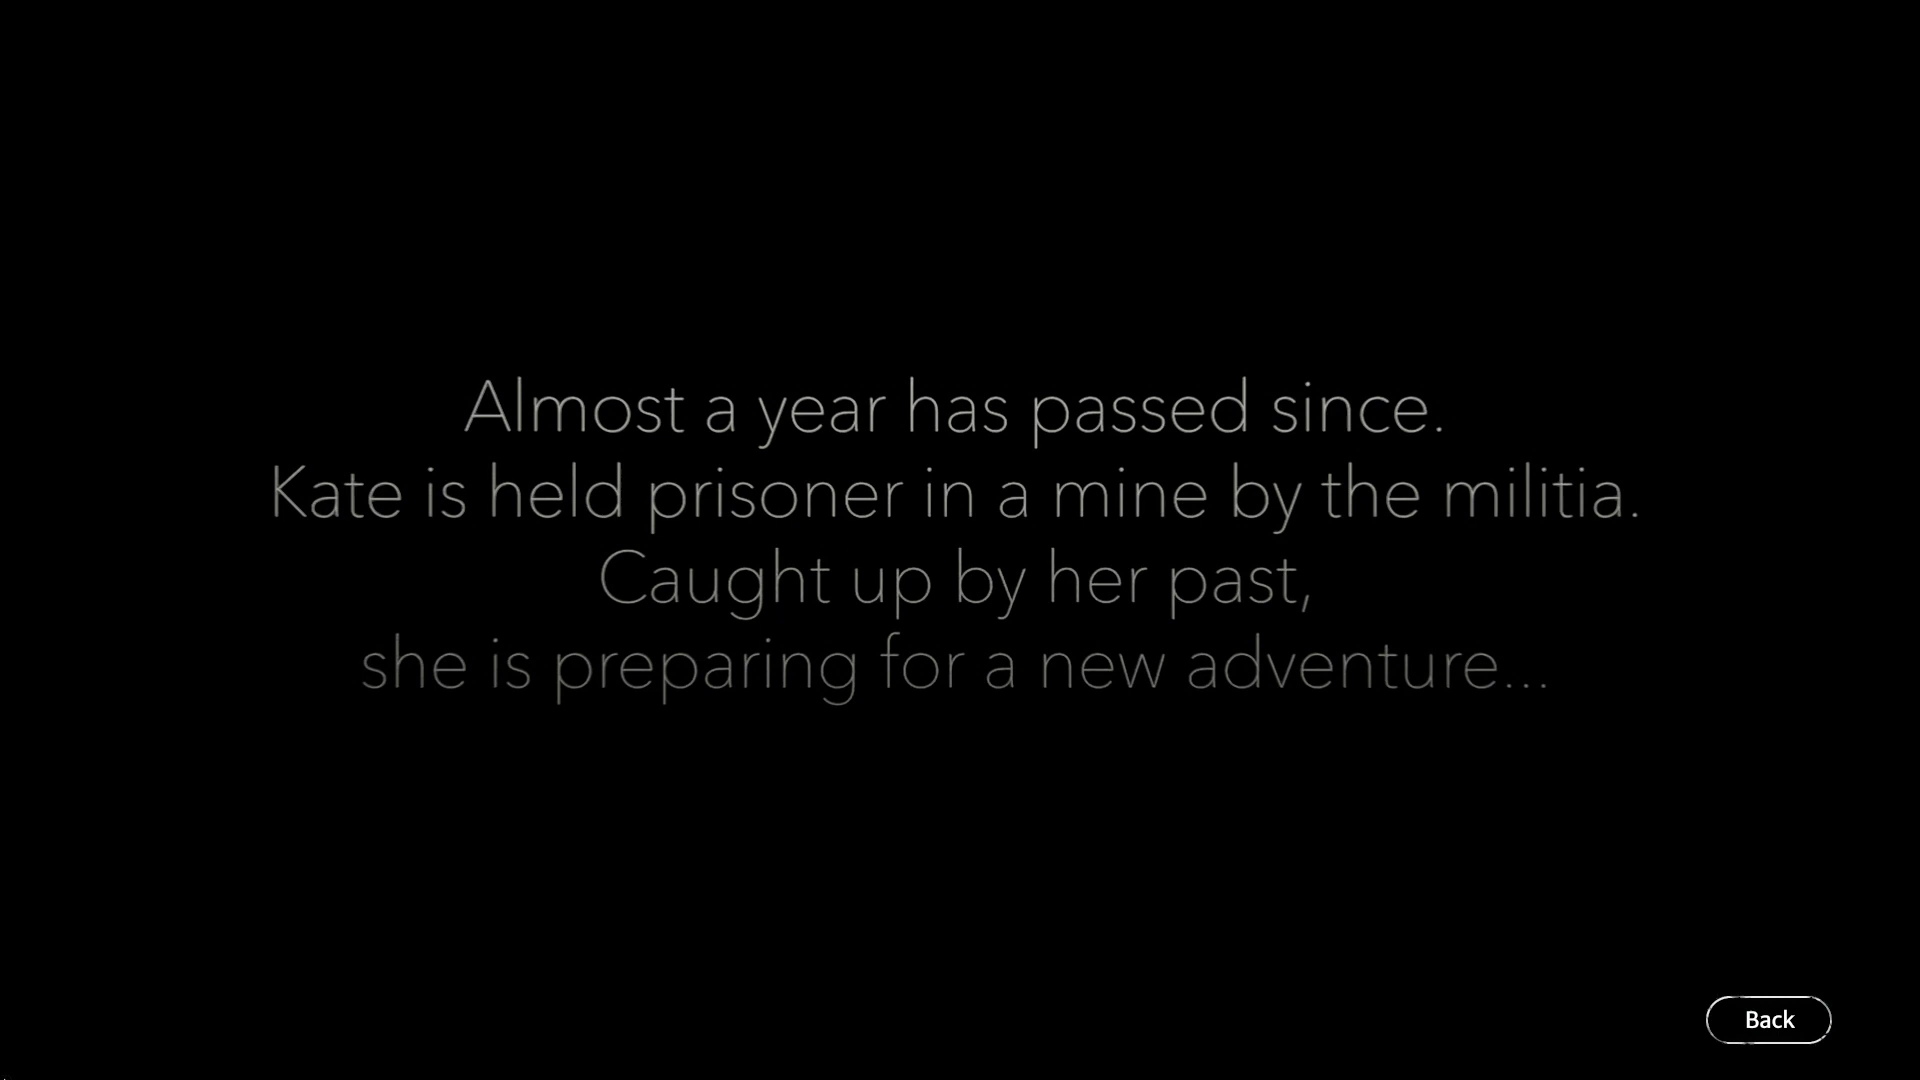 Almost a year has passed since.
Kate is held prisoner in a mine by the militia.
Caught up by her past,
she is preparing for a new adventure...
Back